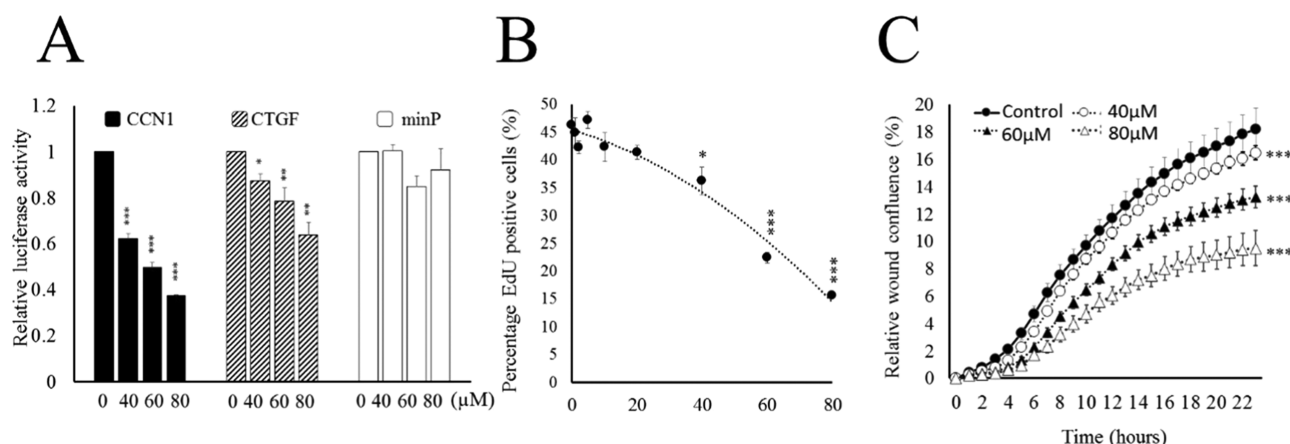 A
Relative luciferase activity
1.2
1
0.8
0.6
0.4
0.2
0
CCN1
CTGF
minP
***
***
***
*
**
**
0 40 60 80
0 40 60 80
0 40 60 80 (µM)
B
Percentage EdU positive cells (%)
50
45
40
35
30
25
20
15
10
5
0
*
***
***
0 20 40 60 80
C
Relative wound confluence (%)
20
18
16
14
12
10
8
6
4
2
0
Control
40µM
60µM
80µM
***
***
***
0 2 4 6 8 10 12 14 16 18 20 22
Time (hours)